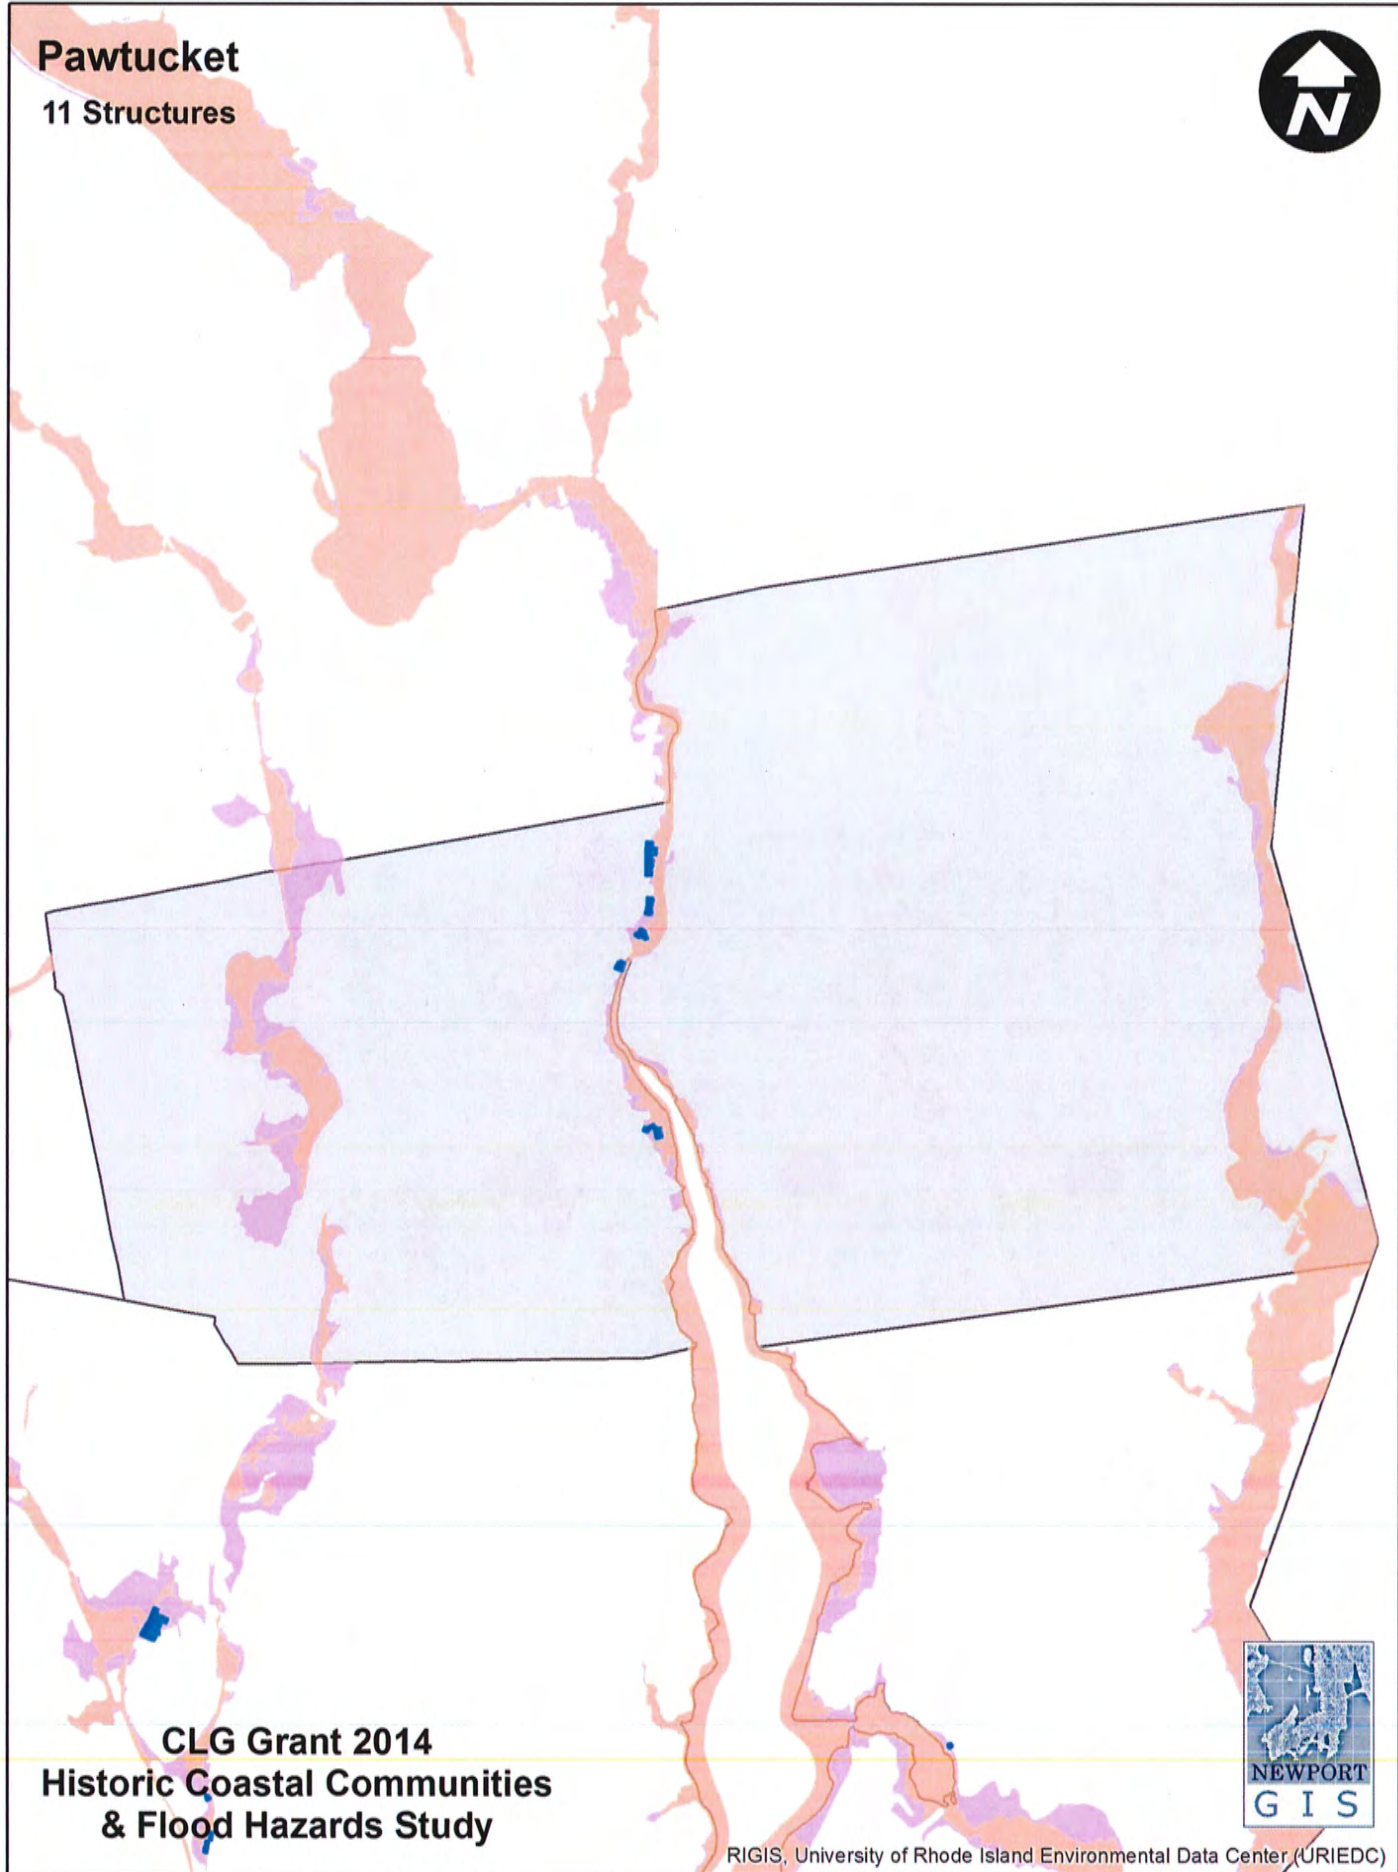 Pawtucket
11 Structures
N
CLG Grant 2014
Historic Coastal Communities
& Flood Hazards Study
NEWPORT
G I S
RIGIS, University of Rhode Island Environmental Data Center (URIEDC)